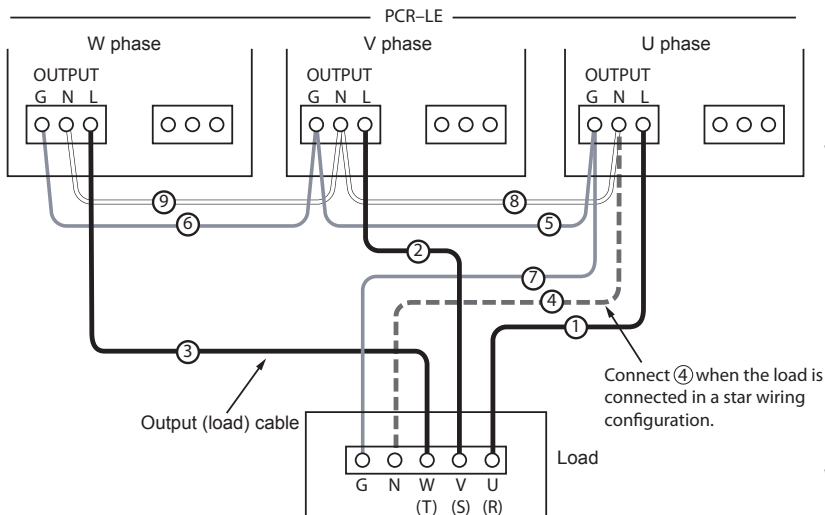 PCR–LE
W phase
V phase
U phase
OUTPUT
G N L
OUTPUT
G N L
OUTPUT
G N L
9
8
6
5
2
7
4
1
3
Connect ④ when the load is
connected in a star wiring
configuration.
Output (load) cable
Load
G N W V U
(T) (S) (R)